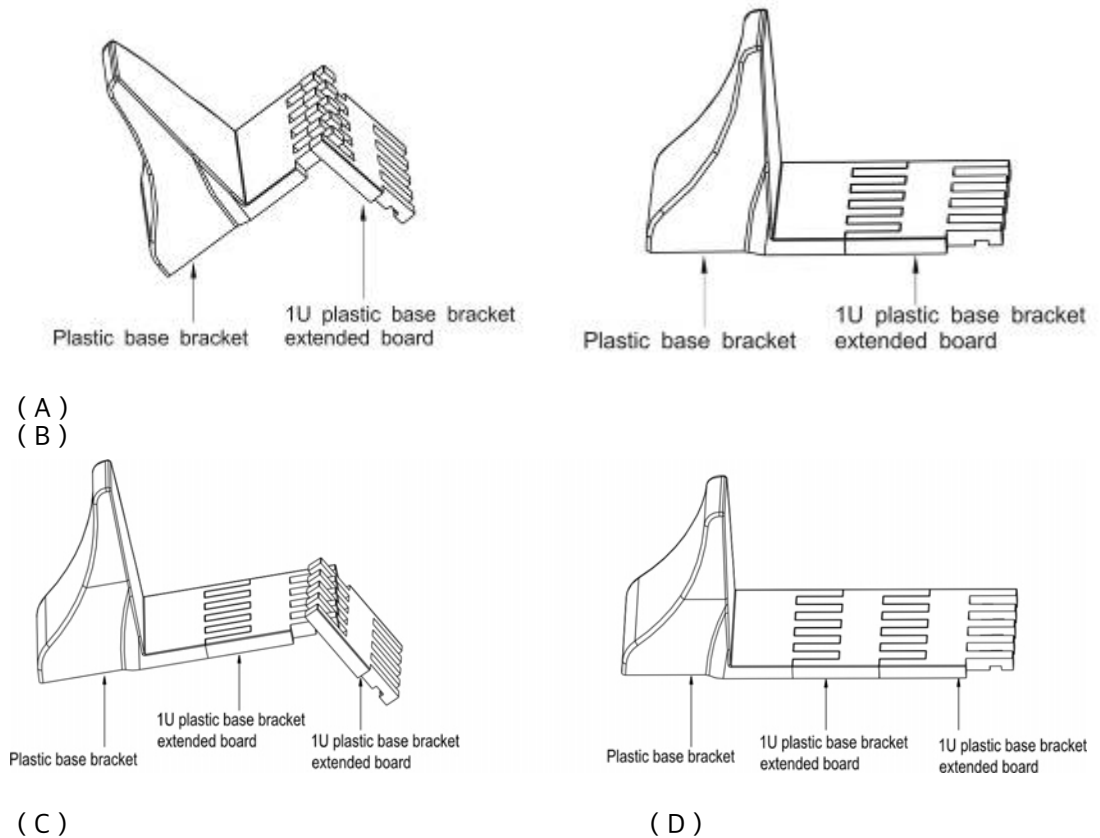 Plastic base bracket
1U plastic base bracket
extended board
Plastic base bracket
1U plastic base bracket
extended board
( A )
( B )
Plastic base bracket
1U plastic base bracket
extended board
1U plastic base bracket
extended board
Plastic base bracket
1U plastic base bracket
extended board
1U plastic base bracket
extended board
( C )
( D )